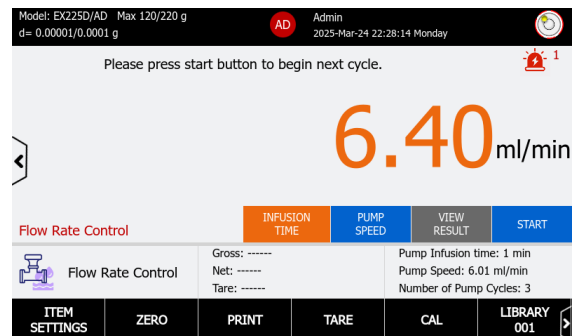 Model: EX225D/AD Max 120/220 g
d= 0.00001/0.0001 g
AD
Admin
2025-Mar-24 22:28:14 Monday
Please press start button to begin next cycle.
1
6.40 ml/min
Flow Rate Control
INFUSION TIME
PUMP SPEED
VIEW RESULT
START
Flow Rate Control
Gross: ------
Net: ------
Tare: ------
Pump Infusion time: 1 min
Pump Speed: 6.01 ml/min
Number of Pump Cycles: 3
ITEM SETTINGS
ZERO
PRINT
TARE
CAL
LIBRARY 001